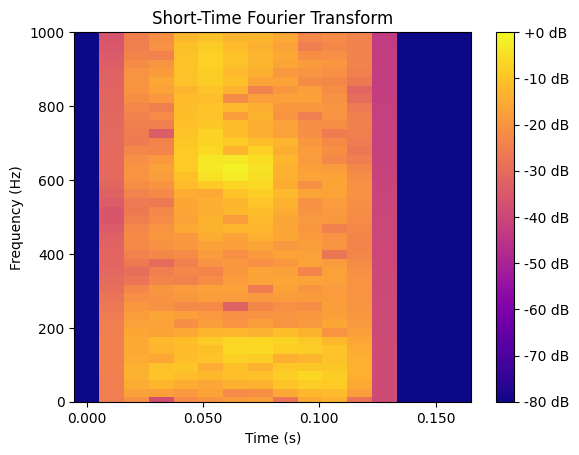 Short-Time Fourier Transform
Frequency (Hz)
1000
800
600
400
200
0
0.000
0.050
0.100
0.150
Time (s)
+0 dB
-10 dB
-20 dB
-30 dB
-40 dB
-50 dB
-60 dB
-70 dB
-80 dB